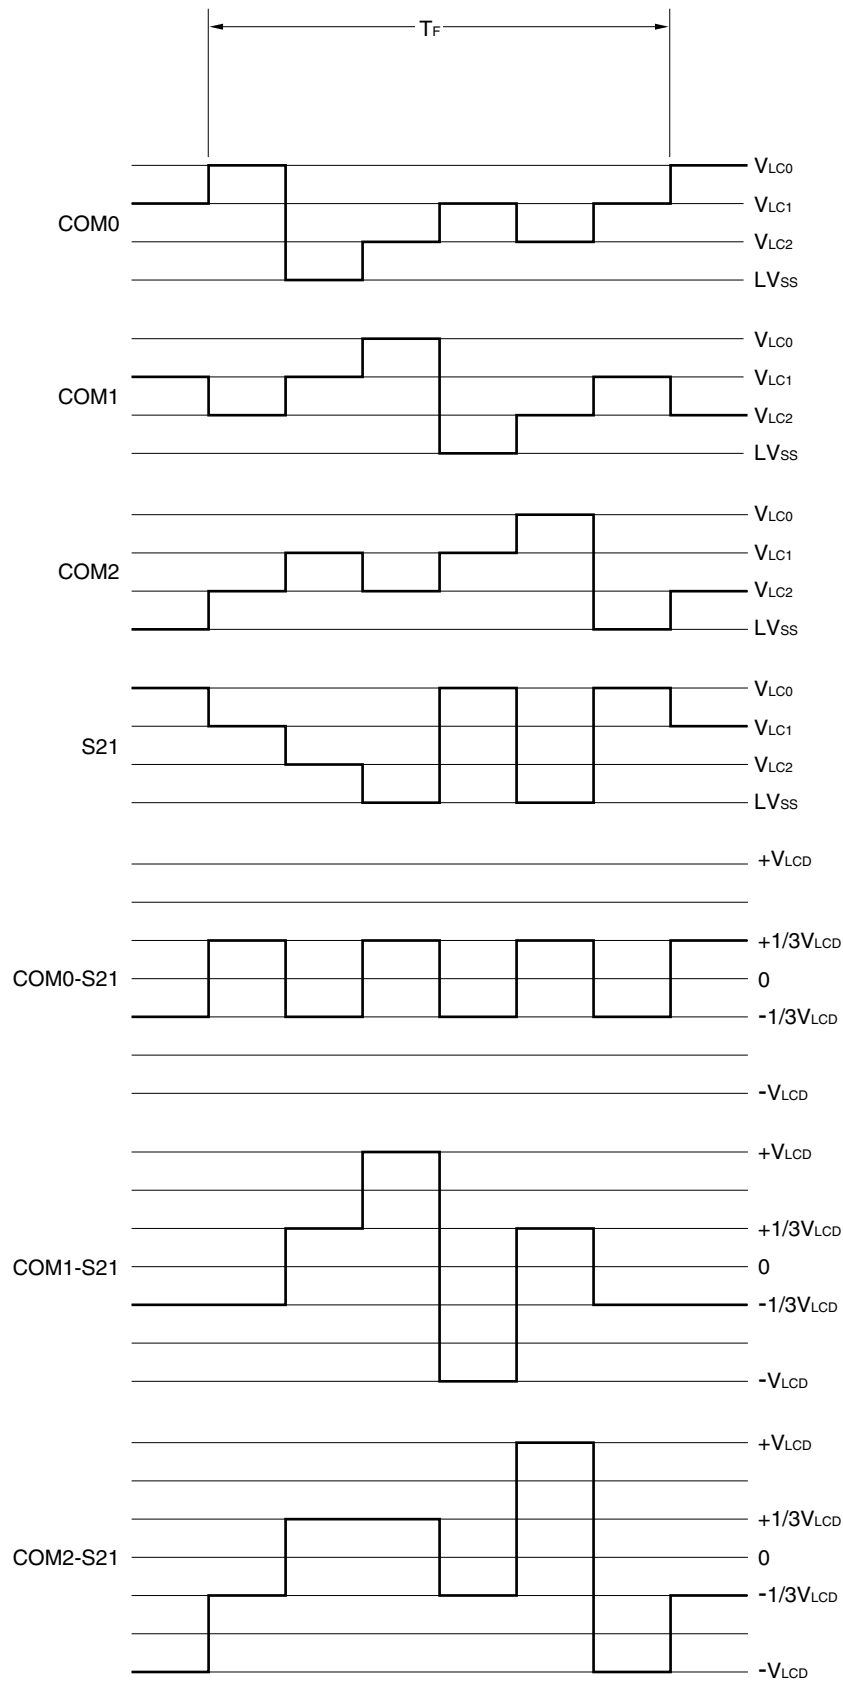 TF
VLC0
COM0
VLC1
VLC2
LVSS
VLC0
COM1
VLC1
VLC2
LVSS
VLC0
COM2
VLC1
VLC2
LVSS
VLC0
VLC1
S21
VLC2
LVSS
+VLCD
+1/3VLCD
COM0-S21
0
-1/3VLCD
-VLCD
+VLCD
+1/3VLCD
COM1-S21
0
-1/3VLCD
-VLCD
+VLCD
+1/3VLCD
COM2-S21
0
-1/3VLCD
-VLCD